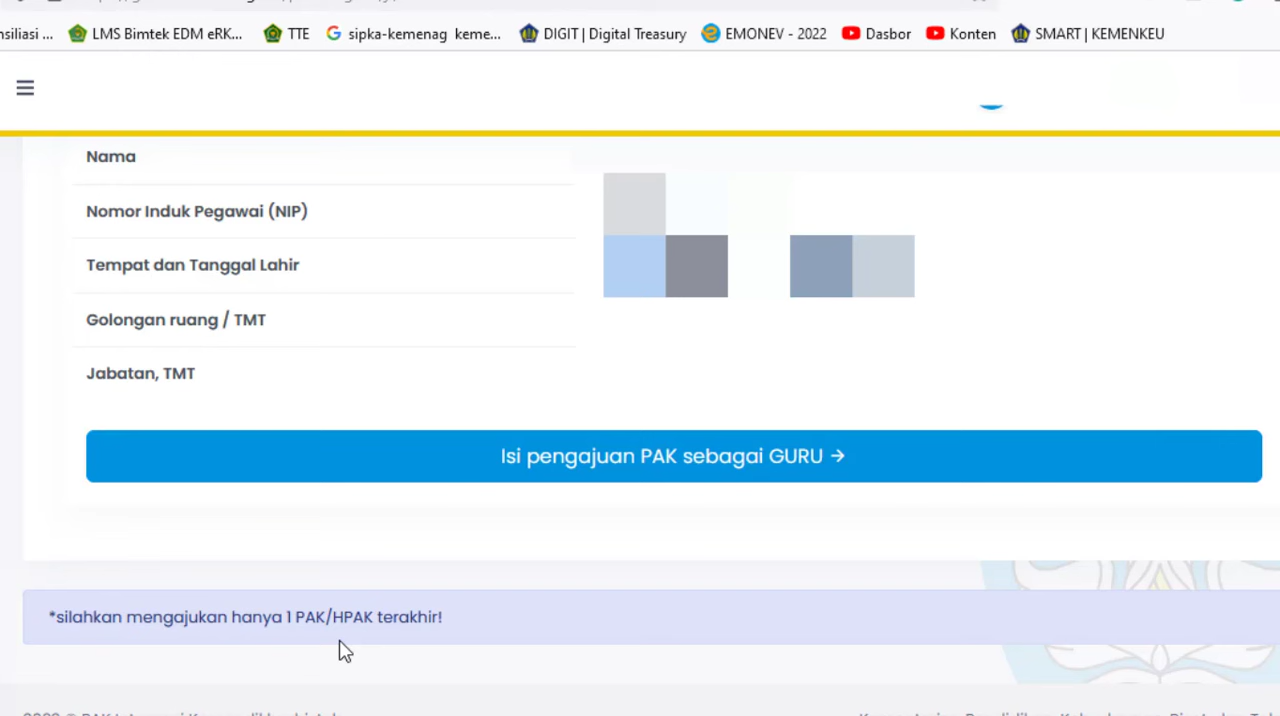 nsiliasi ... LMS Bimtek EDM eRK... TTE sipka-kemenag keme... DIGIT | Digital Treasury EMONEV - 2022 Dasbor Konten SMART | KEMENKEU
Nama
Nomor Induk Pegawai (NIP)
Tempat dan Tanggal Lahir
Golongan ruang / TMT
Jabatan, TMT
Isi pengajuan PAK sebagai GURU →
*silahkan mengajukan hanya 1 PAK/HPAK terakhir!